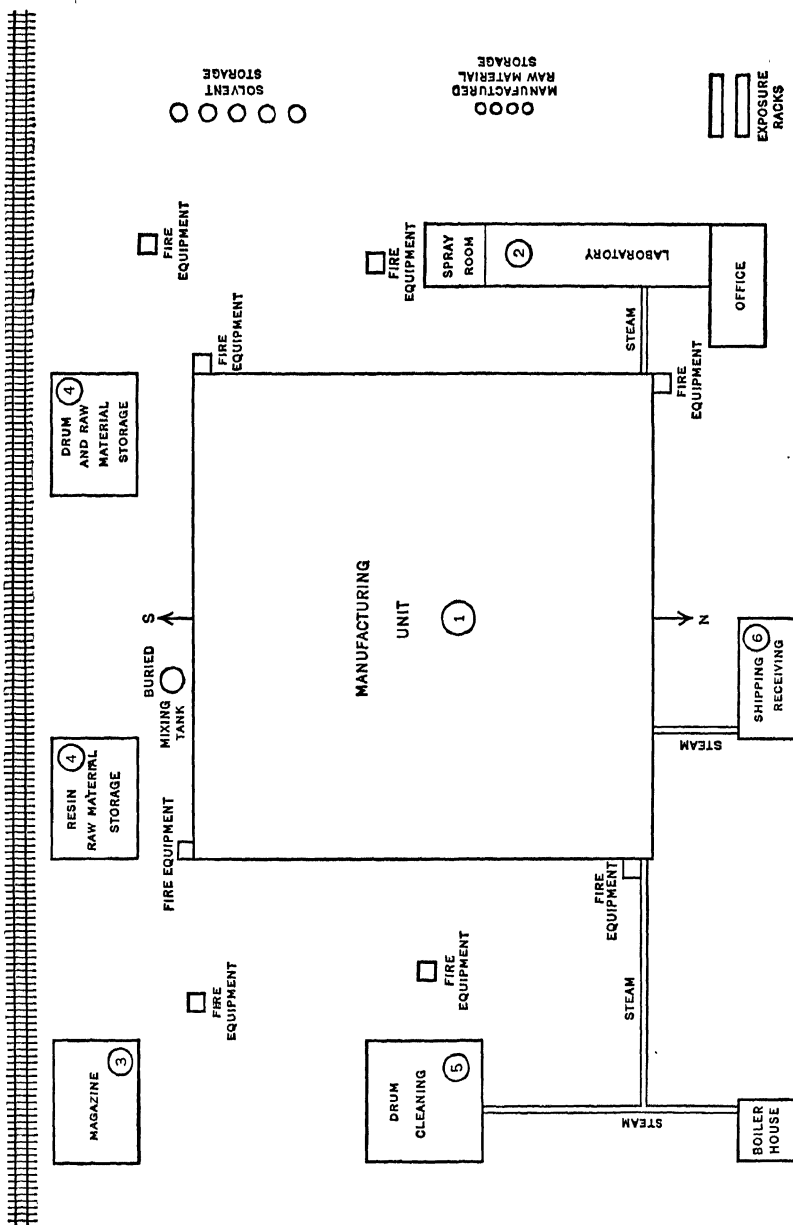 SOLVENT
STORAGE
MANUFACTURED
RAW MATERIAL
STORAGE
EXPOSURE
RACKS
FIRE
EQUIPMENT
FIRE
EQUIPMENT
SPRAY
ROOM
2
LABORATORY
OFFICE
STEAM
FIRE
EQUIPMENT
FIRE
EQUIPMENT
DRUM 4
AND RAW
MATERIAL
STORAGE
S
BURIED
MIXING
TANK
MANUFACTURING
UNIT
1
N
SHIPPING 6
RECEIVING
STEAM
RESIN 4
RAW MATERIAL
STORAGE
FIRE EQUIPMENT
FIRE
EQUIPMENT
FIRE
EQUIPMENT
FIRE
EQUIPMENT
STEAM
MAGAZINE
3
DRUM
CLEANING
5
STEAM
BOILER
HOUSE